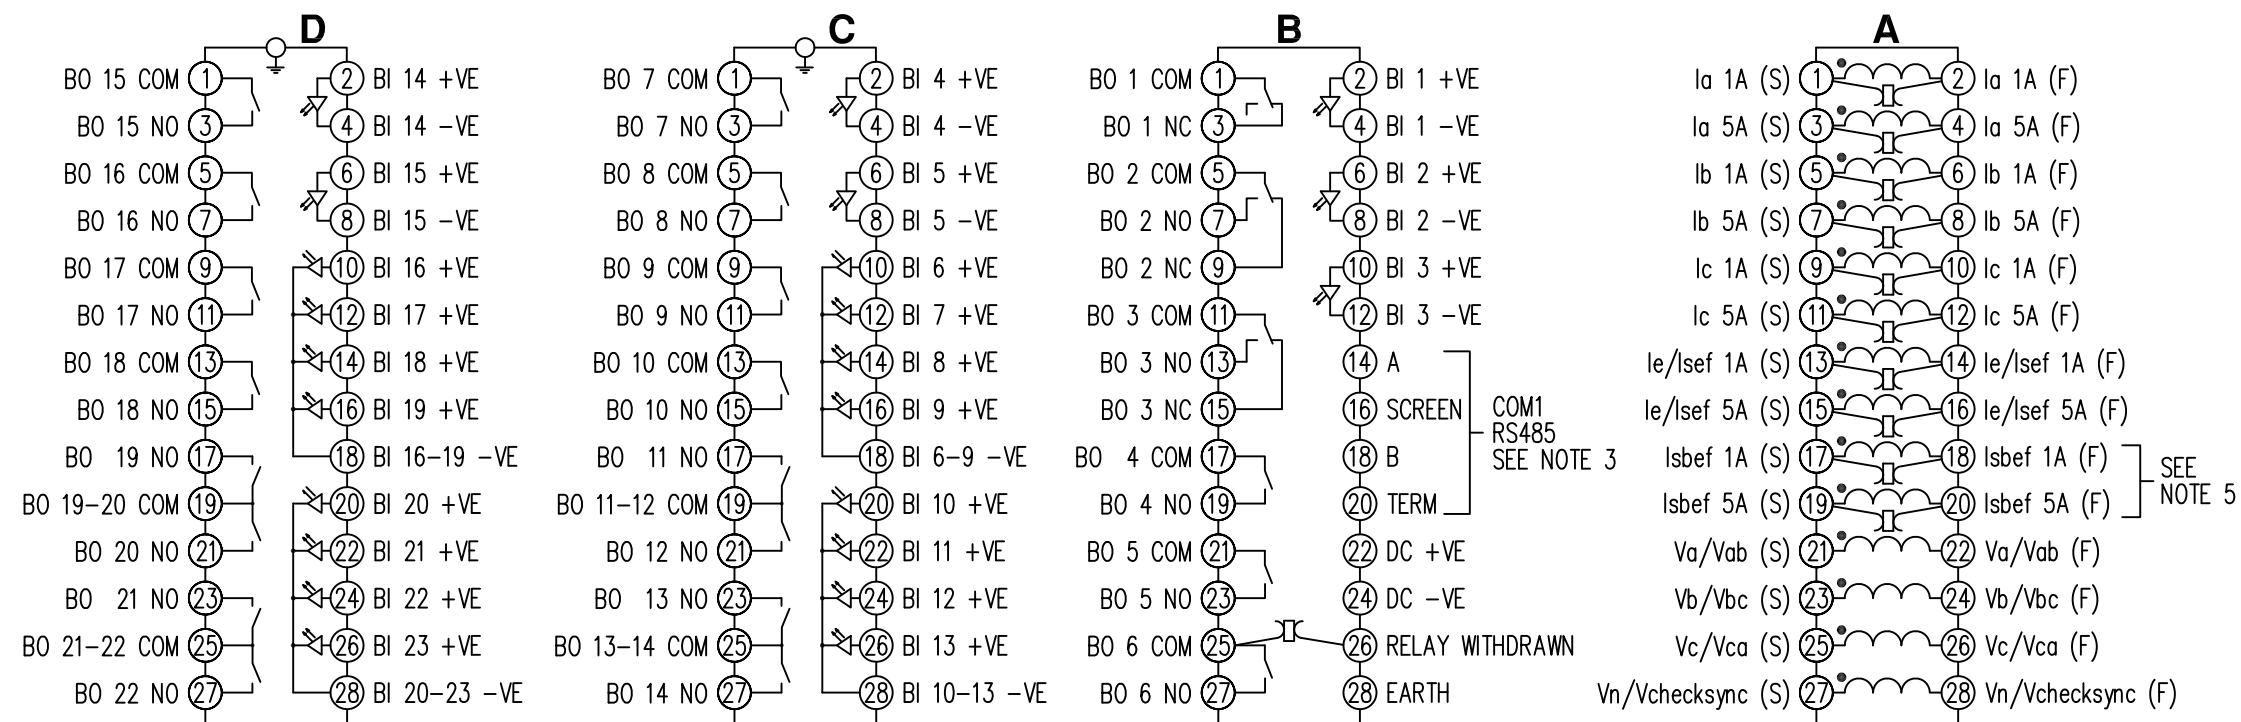 D C B A
BO 15 COM 1 2 BI 14 +VE BO 7 COM 1 2 BI 4 +VE BO 1 COM 1 2 BI 1 +VE Ia 1A (S) 1 2 Ia 1A (F)
BO 15 NO 3 4 BI 14 -VE BO 7 NO 3 4 BI 4 -VE BO 1 NC 3 4 BI 1 -VE Ia 5A (S) 3 4 Ia 5A (F)
BO 16 COM 5 6 BI 15 +VE BO 8 COM 5 6 BI 5 +VE BO 2 COM 5 6 BI 2 +VE Ib 1A (S) 5 6 Ib 1A (F)
BO 16 NO 7 8 BI 15 -VE BO 8 NO 7 8 BI 5 -VE BO 2 NO 7 8 BI 2 -VE Ib 5A (S) 7 8 Ib 5A (F)
BO 17 COM 9 10 BI 16 +VE BO 9 COM 9 10 BI 6 +VE BO 2 NC 9 10 BI 3 +VE Ic 1A (S) 9 10 Ic 1A (F)
BO 17 NO 11 12 BI 17 +VE BO 9 NO 11 12 BI 7 +VE BO 3 COM 11 12 BI 3 -VE Ic 5A (S) 11 12 Ic 5A (F)
BO 18 COM 13 14 BI 18 +VE BO 10 COM 13 14 BI 8 +VE BO 3 NO 13 14 A Ie/Isef 1A (S) 13 14 Ie/Isef 1A (F)
BO 18 NO 15 16 BI 19 +VE BO 10 NO 15 16 BI 9 +VE BO 3 NC 15 16 SCREEN Ie/Isef 5A (S) 15 16 Ie/Isef 5A (F)
COM1
RS485
SEE NOTE 3
BO 19 NO 17 18 BI 16-19 -VE BO 11 NO 17 18 BI 6-9 -VE BO 4 COM 17 18 B Isbef 1A (S) 17 18 Isbef 1A (F)
SEE
NOTE 5
BO 19-20 COM 19 20 BI 20 +VE BO 11-12 COM 19 20 BI 10 +VE BO 4 NO 19 20 TERM Isbef 5A (S) 19 20 Isbef 5A (F)
BO 20 NO 21 22 BI 21 +VE BO 12 NO 21 22 BI 11 +VE BO 5 COM 21 22 DC +VE Va/Vab (S) 21 22 Va/Vab (F)
BO 21 NO 23 24 BI 22 +VE BO 13 NO 23 24 BI 12 +VE BO 5 NO 23 24 DC -VE Vb/Vbc (S) 23 24 Vb/Vbc (F)
BO 21-22 COM 25 26 BI 23 +VE BO 13-14 COM 25 26 BI 13 +VE BO 6 COM 25 26 RELAY WITHDRAWN Vc/Vca (S) 25 26 Vc/Vca (F)
BO 22 NO 27 28 BI 20-23 -VE BO 14 NO 27 28 BI 10-13 -VE BO 6 NO 27 28 EARTH Vn/Vchecksync (S) 27 28 Vn/Vchecksync (F)